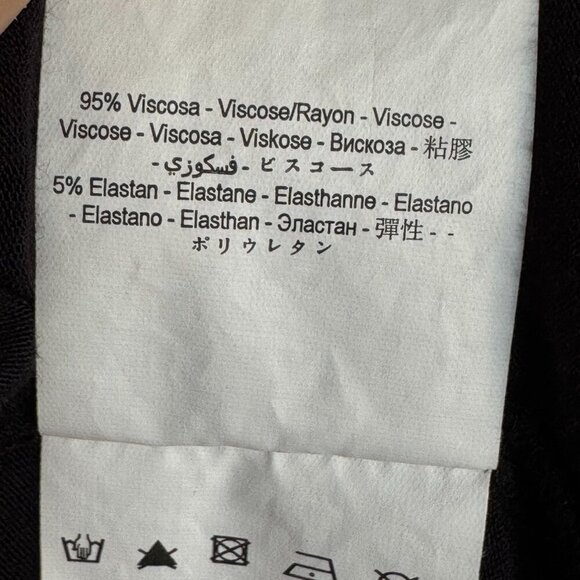 95% Viscosa - Viscose/Rayon - Viscose -
Viscose - Viscosa - Viskose - Вискоза - 粘膠
- فسكوزي - ビスコース
5% Elastan - Elastane - Elasthanne - Elastano
- Elastano - Elasthan - Эластан - 彈性 - -
ポリウレタン